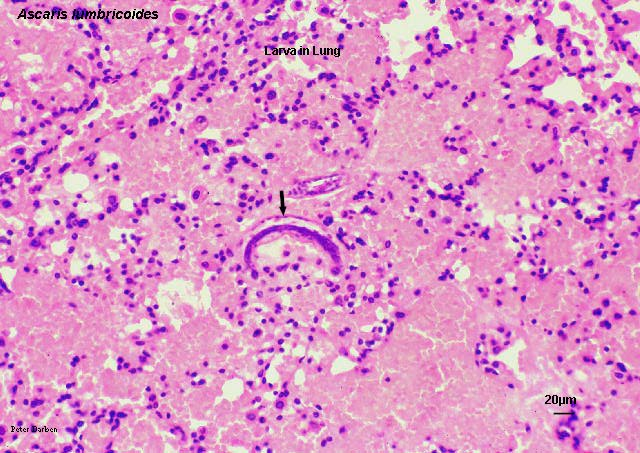 Ascaris lumbricoides
Larva in Lung
20µm
Peter Darben